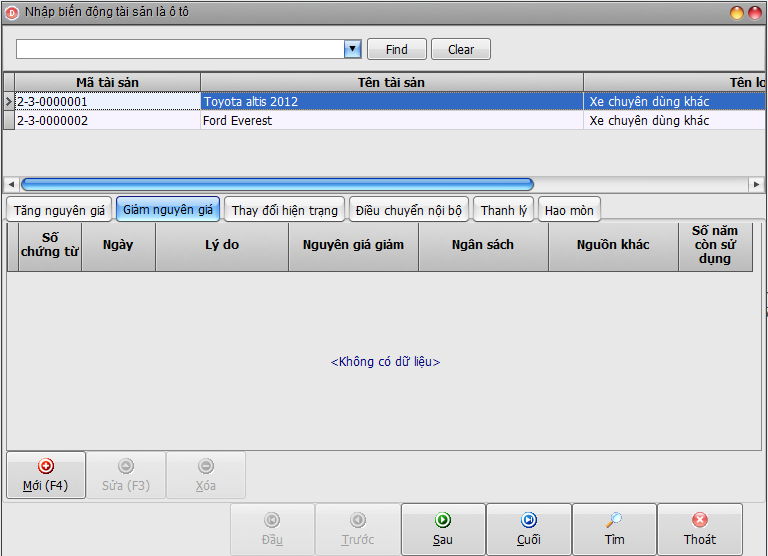 Nhập biến động tài sản là ô tô
Find Clear
Mã tài sản Tên tài sản Tên lo
2-3-0000001 Toyota altis 2012 Xe chuyên dùng khác
2-3-0000002 Ford Everest Xe chuyên dùng khác
Tăng nguyên giá Giảm nguyên giá Thay đổi hiện trạng Điều chuyển nội bộ Thanh lý Hao mòn
Số chứng từ Ngày Lý do Nguyên giá giảm Ngân sách Nguồn khác Số năm còn sử dụng
<Không có dữ liệu>
Mới (F4) Sửa (F3) Xóa
Đầu Trước Sau Cuối Tìm Thoát